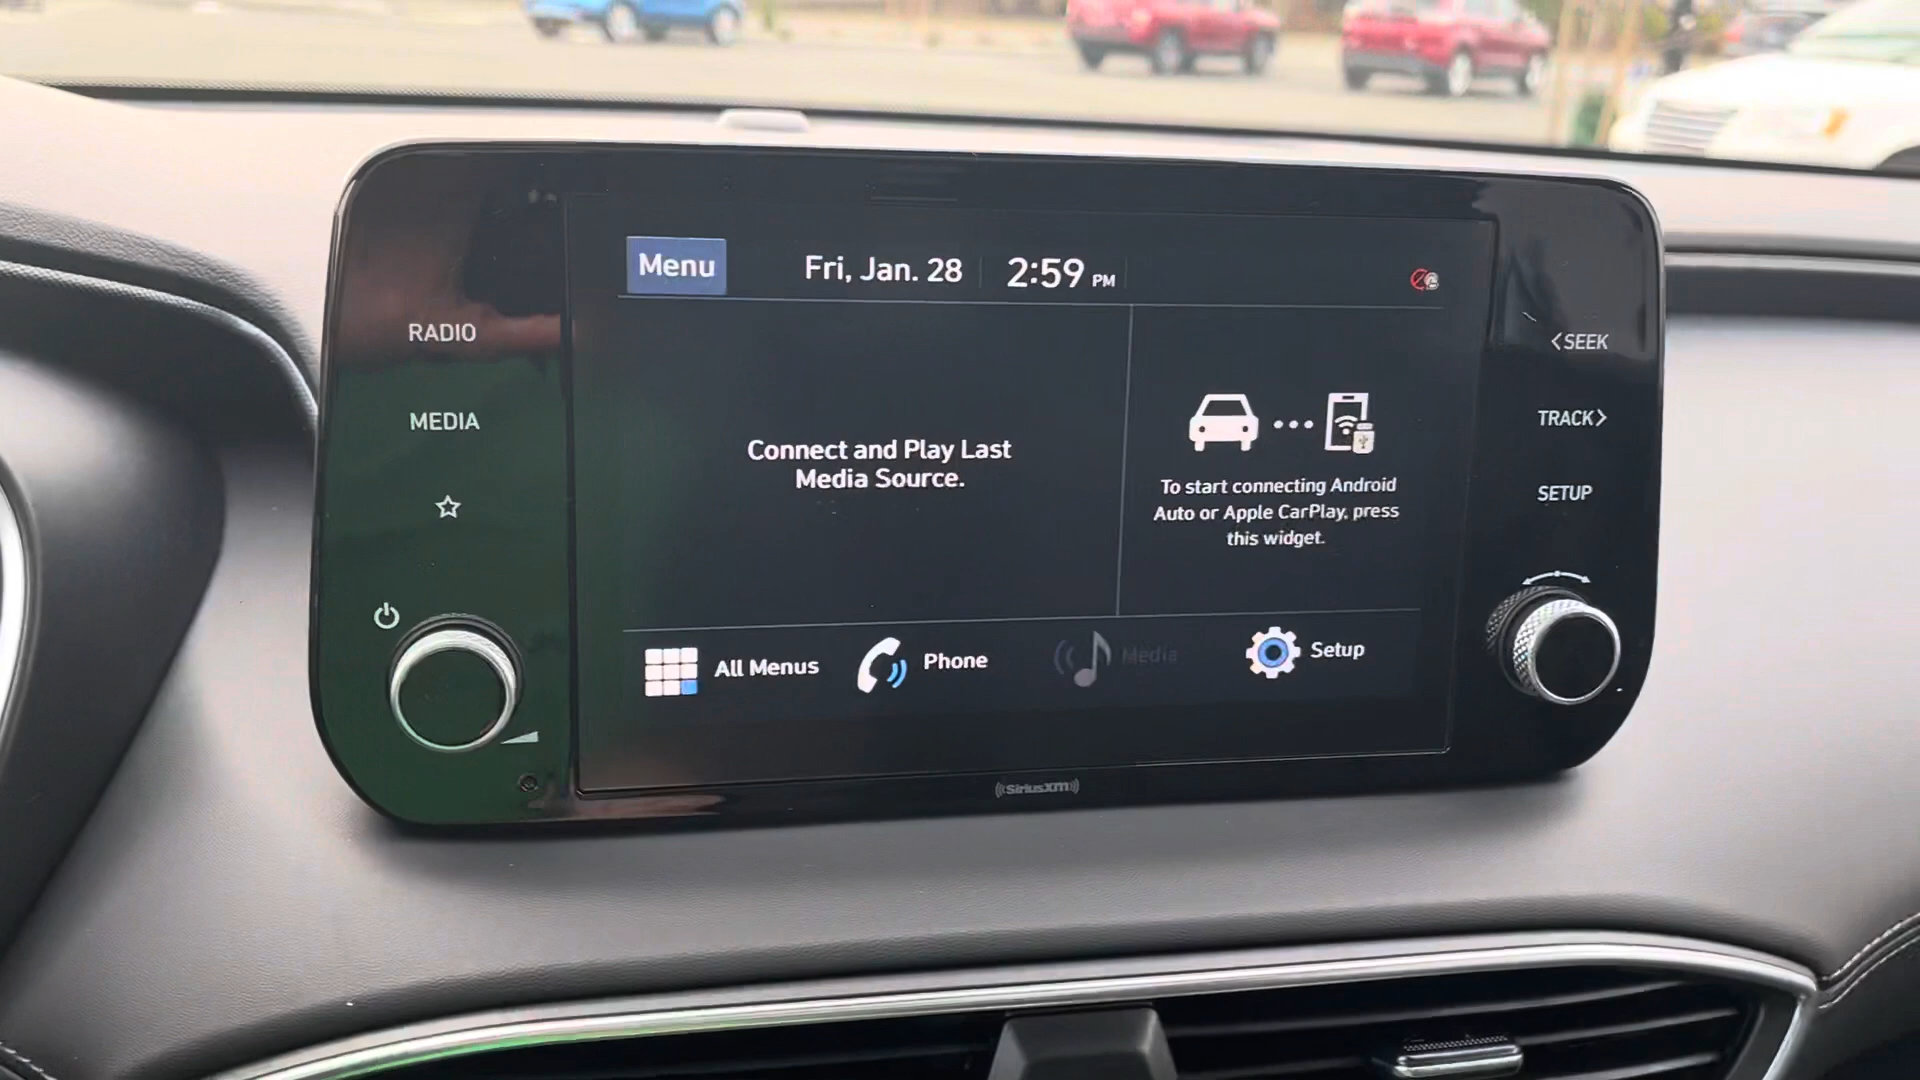 Menu
Fri, Jan. 28
2:59 PM
RADIO
MEDIA
<SEEK
TRACK>
SETUP
Connect and Play Last
Media Source.
To start connecting Android
Auto or Apple CarPlay, press
this widget.
All Menus
Phone
Media
Setup
SiriusXM